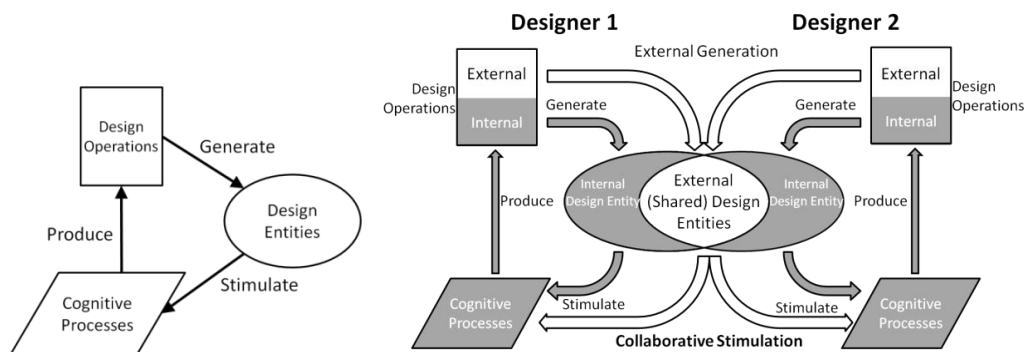 Design
Operations
Generate
Design
Entities
Produce
Stimulate
Cognitive
Processes
Designer 1
Designer 2
External Generation
External
Internal
Design
Operations
Generate
External
Internal
Design
Operations
Generate
Internal
Design Entity
External
(Shared) Design
Entities
Internal
Design Entity
Produce
Produce
Cognitive
Processes
Stimulate
Stimulate
Cognitive
Processes
Collaborative Stimulation